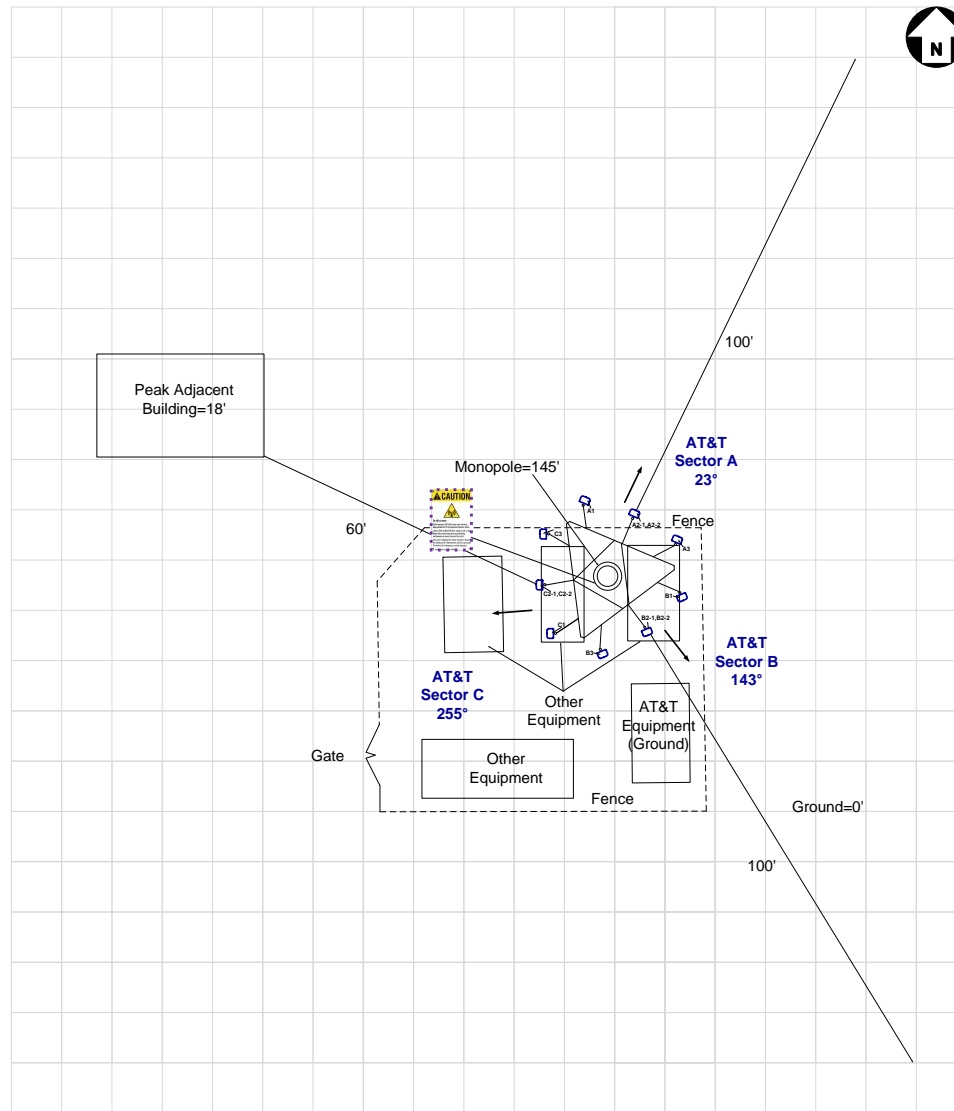 N
100'
Peak Adjacent
Building=18'
AT&T
Sector A
23°
Monopole=145'
CAUTION
A1
A2-1,A2-2
Fence
60'
C3
A3
C2-1,C2-2
B1
C1
B2-1,B2-2
B3
AT&T
Sector B
143°
AT&T
Sector C
255°
Other
Equipment
AT&T
Equipment
(Ground)
Gate
Other
Equipment
Fence
Ground=0'
100'